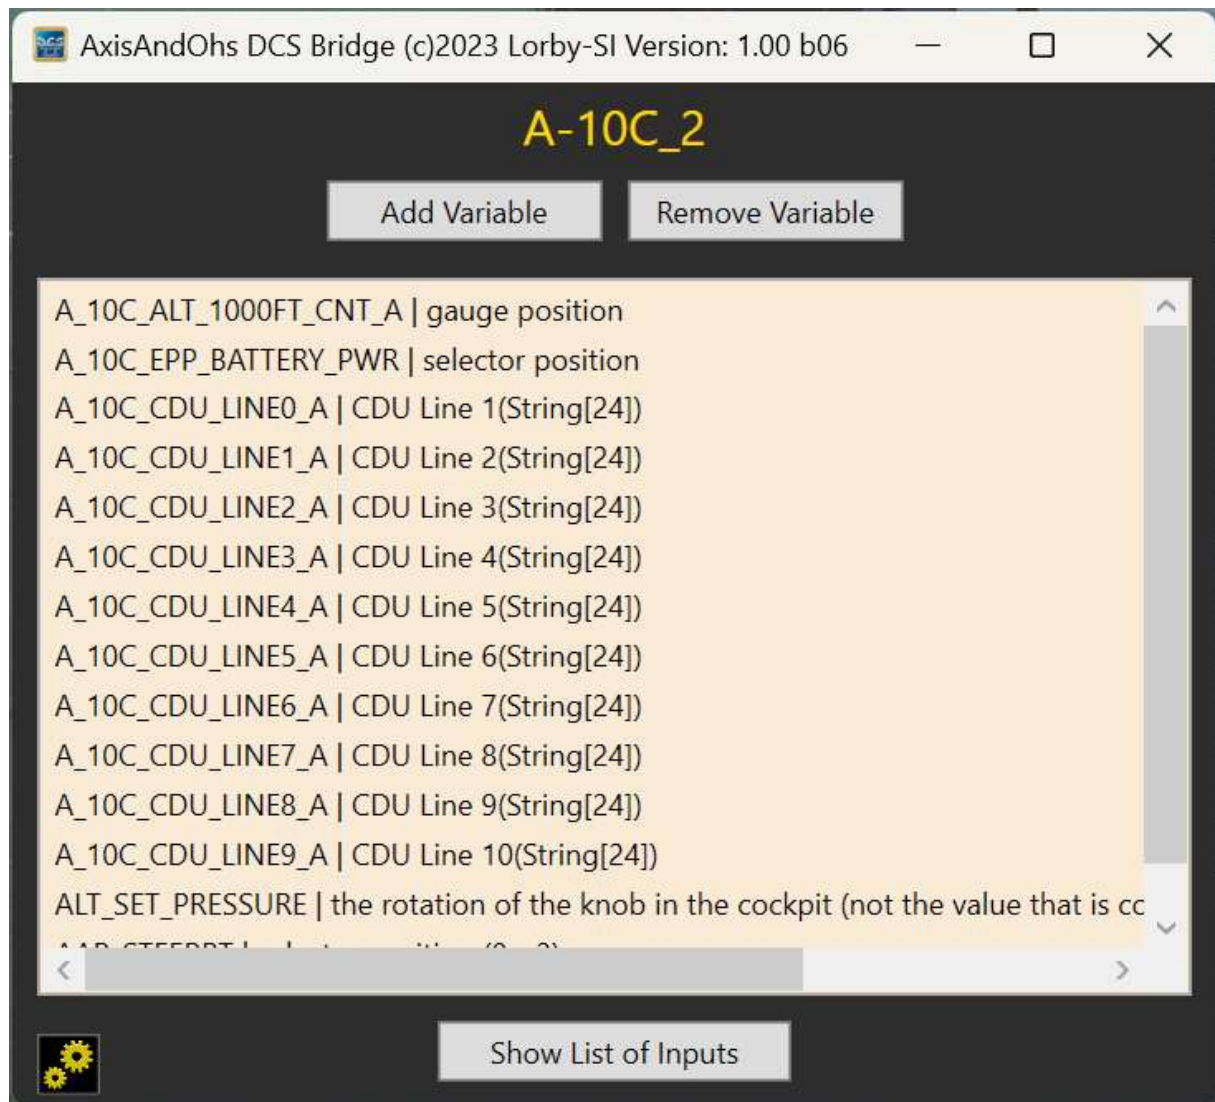 AxisAndOhs DCS Bridge (c)2023 Lorby-SI Version: 1.00 b06
A-10C_2
Add Variable Remove Variable
A_10C_ALT_1000FT_CNT_A | gauge position
A_10C_EPP_BATTERY_PWR | selector position
A_10C_CDU_LINE0_A | CDU Line 1(String[24])
A_10C_CDU_LINE1_A | CDU Line 2(String[24])
A_10C_CDU_LINE2_A | CDU Line 3(String[24])
A_10C_CDU_LINE3_A | CDU Line 4(String[24])
A_10C_CDU_LINE4_A | CDU Line 5(String[24])
A_10C_CDU_LINE5_A | CDU Line 6(String[24])
A_10C_CDU_LINE6_A | CDU Line 7(String[24])
A_10C_CDU_LINE7_A | CDU Line 8(String[24])
A_10C_CDU_LINE8_A | CDU Line 9(String[24])
A_10C_CDU_LINE9_A | CDU Line 10(String[24])
ALT_SET_PRESSURE | the rotation of the knob in the cockpit (not the value that is
Show List of Inputs